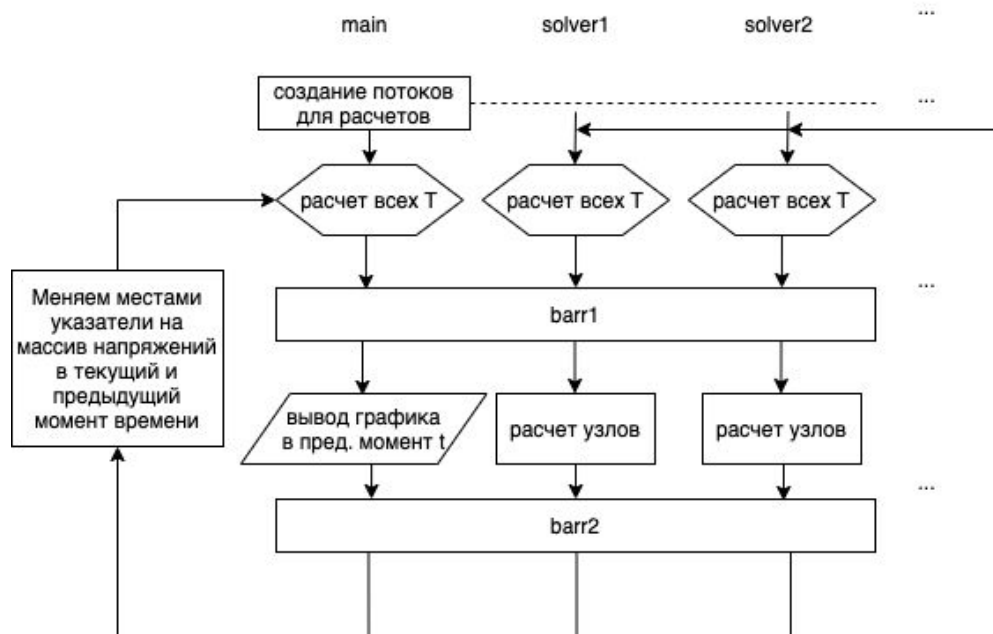 main
solver1
solver2
...
создание потоков
для расчетов
...
расчет всех T
расчет всех T
расчет всех T
Меняем местами
указатели на
массив напряжений
в текущий и
предыдущий
момент времени
...
barr1
вывод графика
в пред. момент t
расчет узлов
расчет узлов
...
barr2